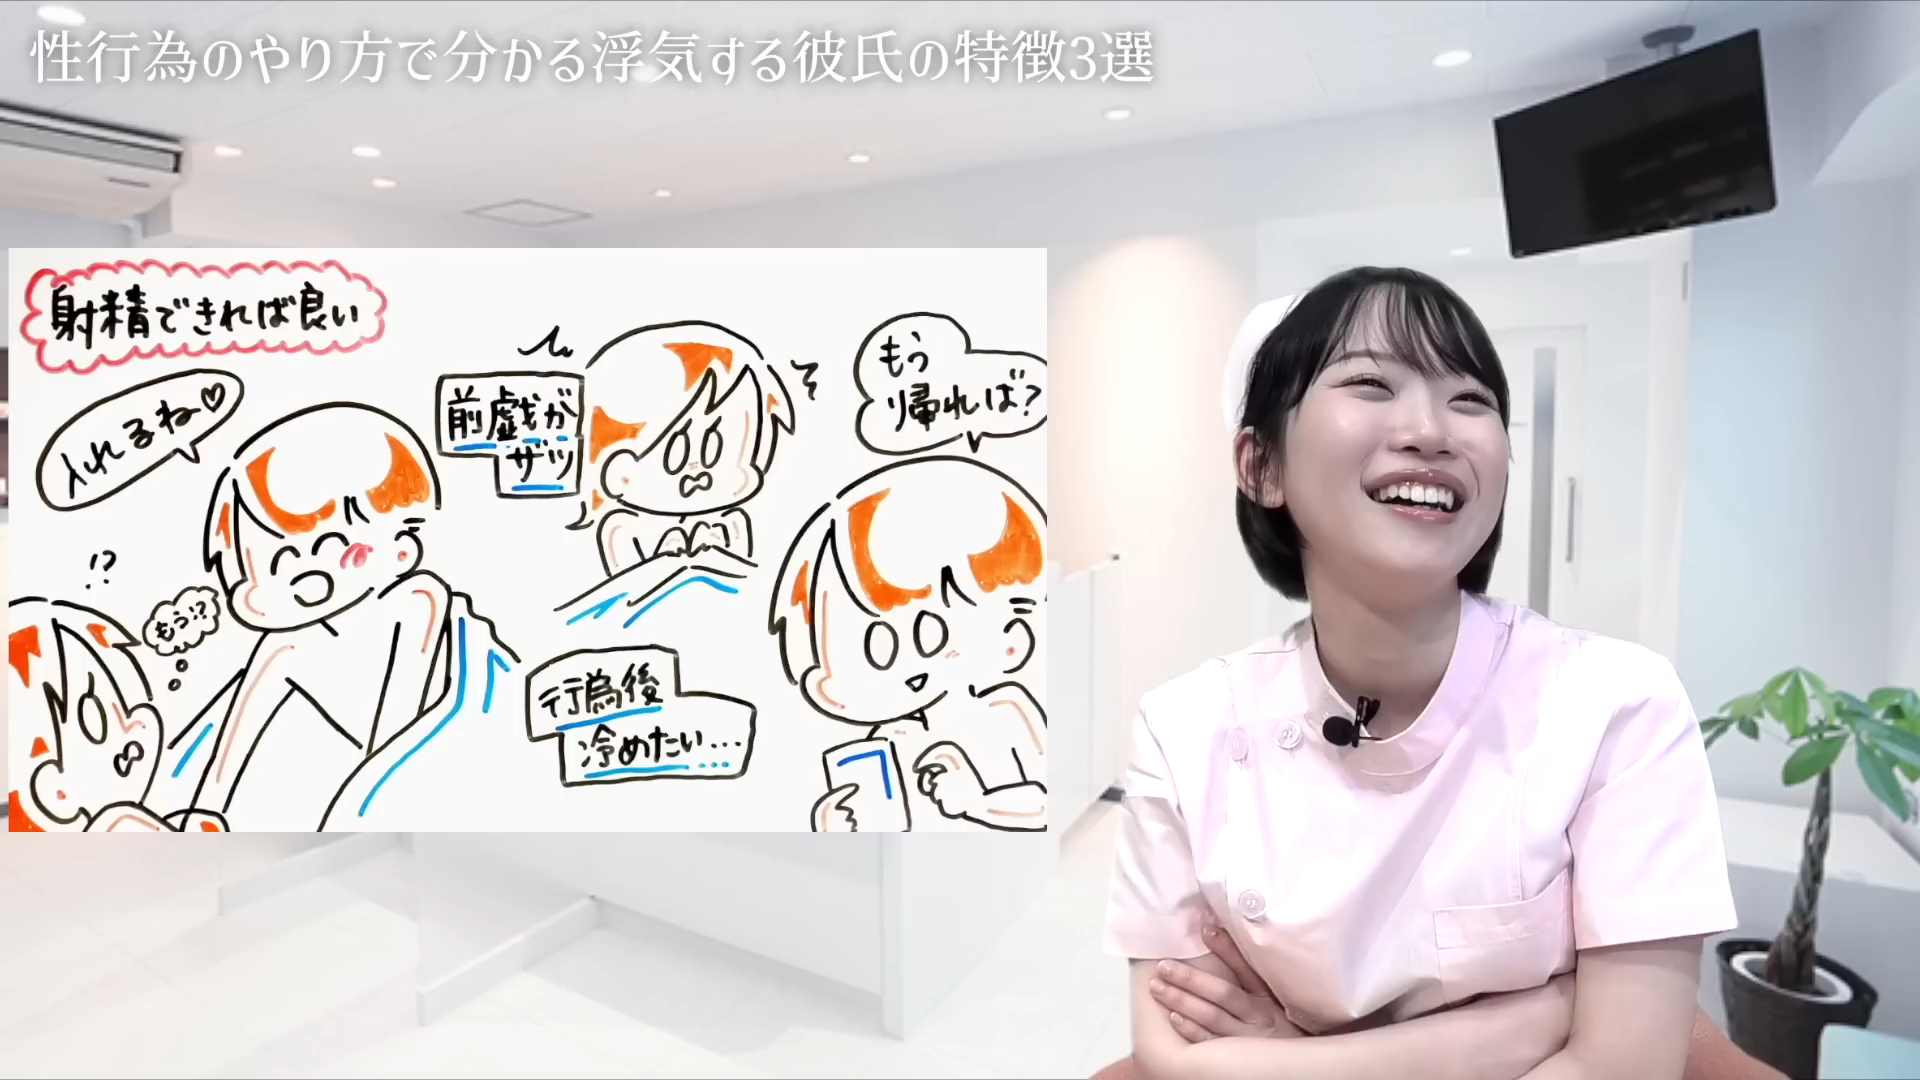 性行為のやり方で分かる浮気する彼氏の特徴3選
射精できれば良い
入れるね♡
!?
もう!?
前戯が
ザツ
もう
帰れば?
行為後
冷めたい…